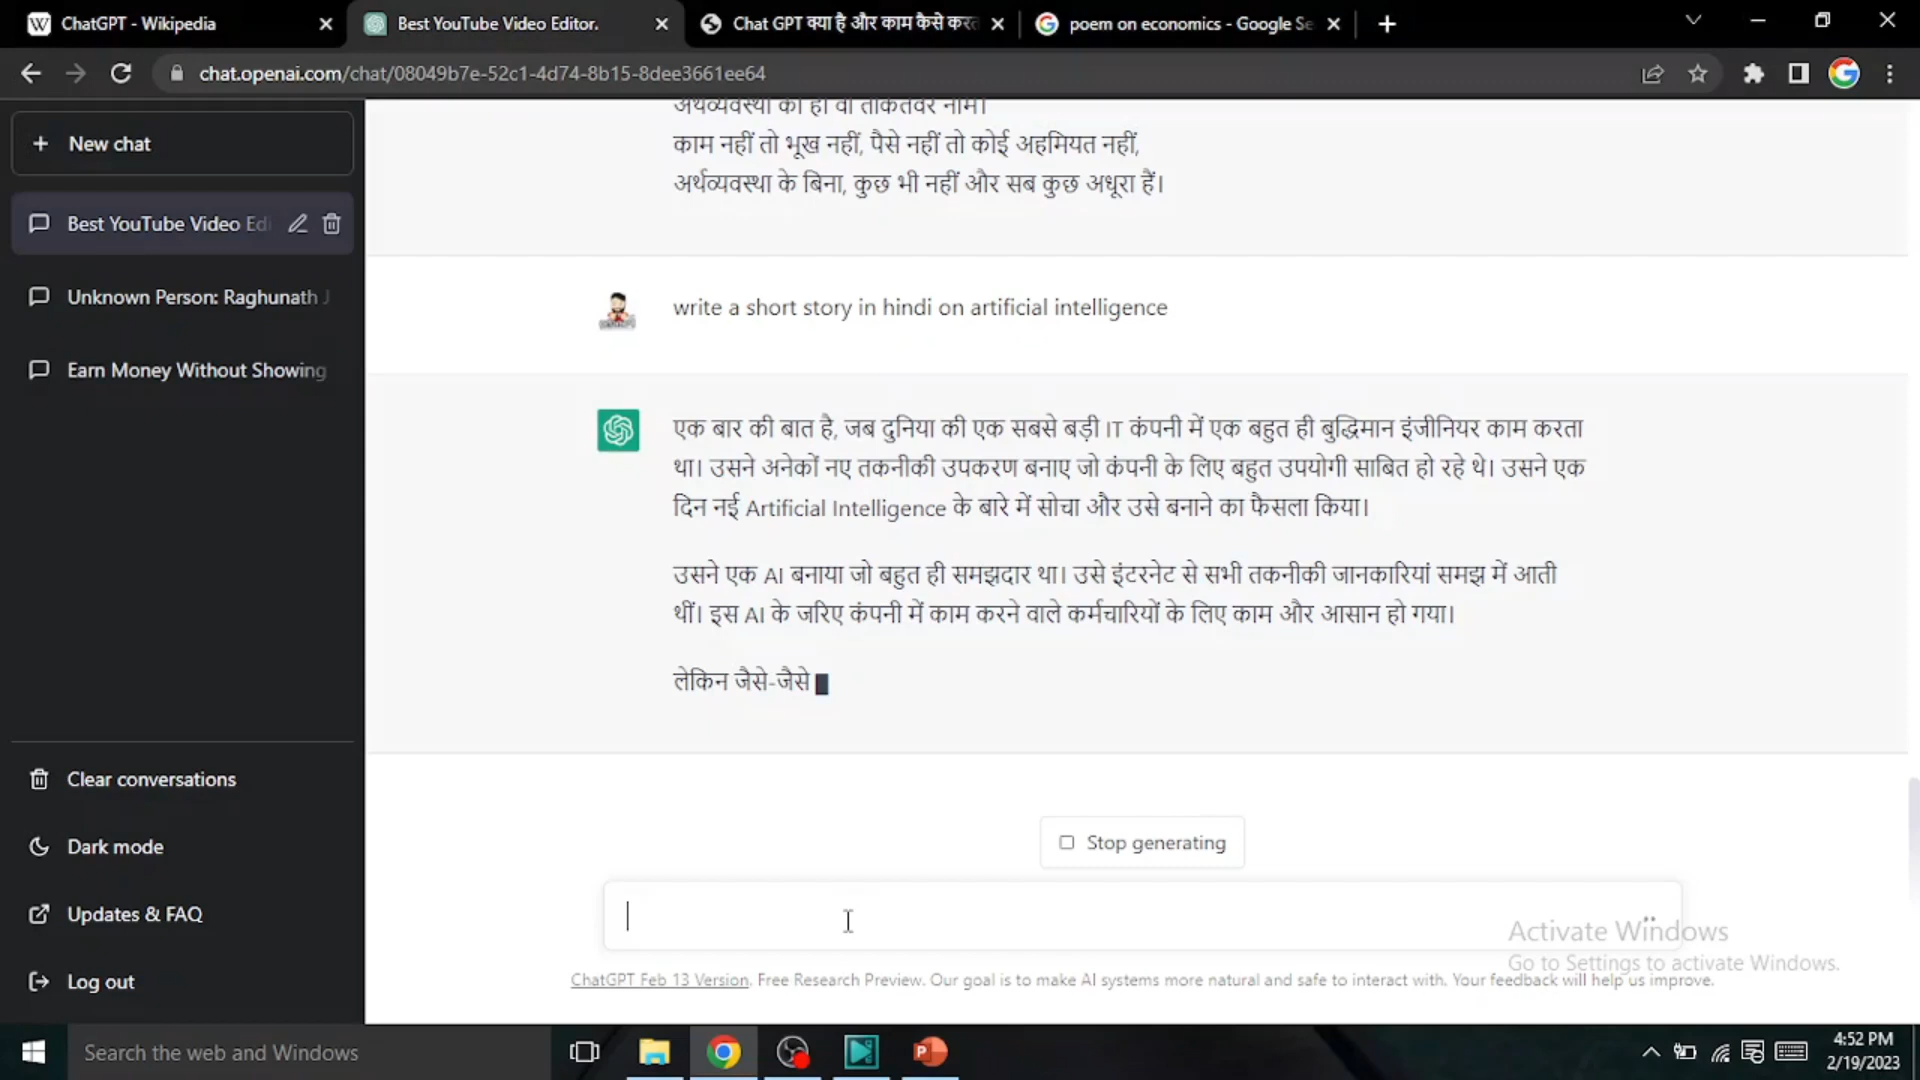 ChatGPT - Wikipedia
Best YouTube Video Editor.
Chat GPT क्या है और काम कैसे करत
poem on economics - Google Se
chat.openai.com/chat/08049b7e-52c1-4d74-8b15-8dee3661ee64
New chat
Best YouTube Video Edi
Unknown Person: Raghunath J
Earn Money Without Showing
अर्थव्यवस्था का हो वो ताकतवर नाम।
काम नहीं तो भूख नहीं, पैसे नहीं तो कोई अहमियत नहीं,
अर्थव्यवस्था के बिना, कुछ भी नहीं और सब कुछ अधूरा हैं।
write a short story in hindi on artificial intelligence
एक बार की बात है, जब दुनिया की एक सबसे बड़ी IT कंपनी में एक बहुत ही बुद्धिमान इंजीनियर काम करता
था। उसने अनेकों नए तकनीकी उपकरण बनाए जो कंपनी के लिए बहुत उपयोगी साबित हो रहे थे। उसने एक
दिन नई Artificial Intelligence के बारे में सोचा और उसे बनाने का फैसला किया।
उसने एक AI बनाया जो बहुत ही समझदार था। उसे इंटरनेट से सभी तकनीकी जानकारियां समझ में आती
थीं। इस AI के जरिए कंपनी में काम करने वाले कर्मचारियों के लिए काम और आसान हो गया।
लेकिन जैसे-जैसे
Clear conversations
Dark mode
Updates & FAQ
Log out
Stop generating
Activate Windows
Go to Settings to activate Windows.
ChatGPT Feb 13 Version. Free Research Preview. Our goal is to make AI systems more natural and safe to interact with. Your feedback will help us improve.
Search the web and Windows
4:52 PM
2/19/2023